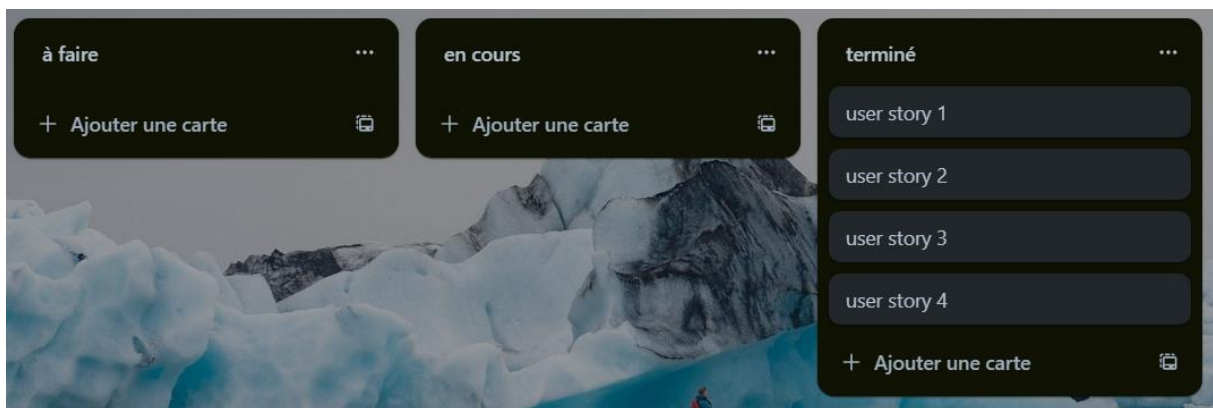 à faire
+ Ajouter une carte
en cours
+ Ajouter une carte
terminé
user story 1
user story 2
user story 3
user story 4
+ Ajouter une carte